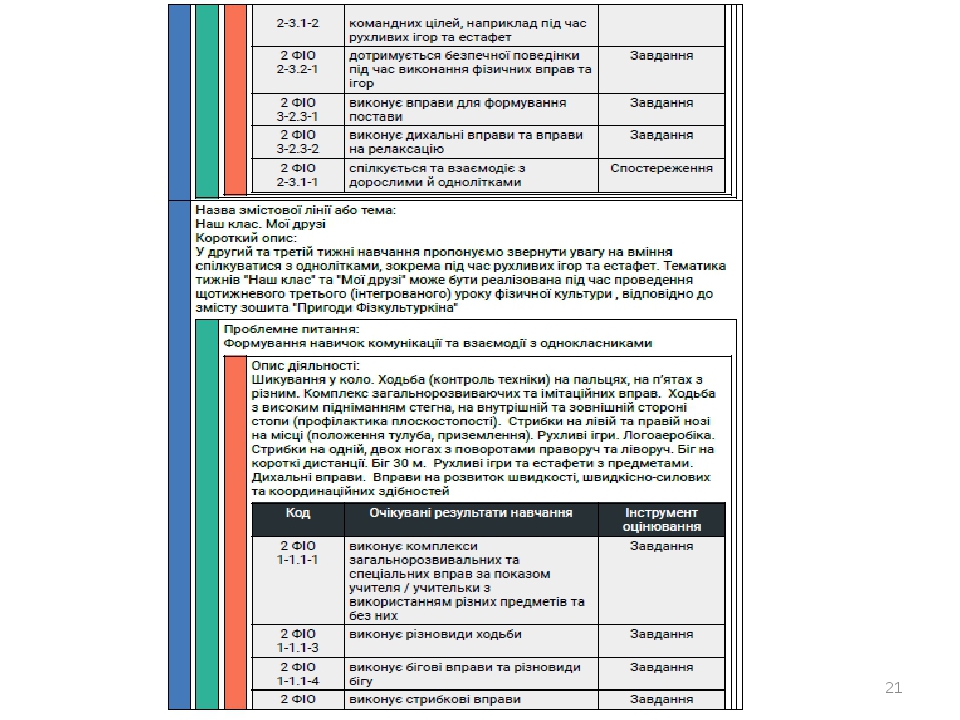 2-3.1-2 командних цілей, наприклад під час
рухливих ігор та естафет
2 ФІО дотримується безпечної поведінки Завдання
2-3.2-1 під час виконання фізичних вправ та
ігор
2 ФІО виконує вправи для формування Завдання
3-2.3-1 постави
2 ФІО виконує дихальні вправи та вправи Завдання
3-2.3-2 на релаксацію
2 ФІО спілкується та взаємодіє з Спостереження
2-3.1-1 дорослими й однолітками
Назва змістової лінії або тема:
Наш клас. Мої друзі
Короткий опис:
У другий та третій тижні навчання пропонуємо звернути увагу на вміння
спілкуватися з однолітками, зокрема під час рухливих ігор та естафет. Тематика
тижнів "Наш клас" та "Мої друзі" може бути реалізована під час проведення
щотижневого третього (інтегрованого) уроку фізичної культури , відповідно до
змісту зошита "Пригоди Фізкультуркіна"
Проблемне питання:
Формування навичок комунікації та взаємодії з однокласниками
Опис діяльності:
Шикування у коло. Ходьба (контроль техніки) на пальцях, на п’ятах з
різним. Комплекс загальнорозвиваючих та імітаційних вправ. Ходьба
з високим підніманням стегна, на внутрішній та зовнішній стороні
стопи (профілактика плоскостопості). Стрибки на лівій та правій нозі
на місці (положення тулуба, приземлення). Рухливі ігри. Логоаеробіка.
Стрибки на одній, двох ногах з поворотами праворуч та ліворуч. Біг на
короткі дистанції. Біг 30 м. Рухливі ігри та естафети з предметами.
Дихальні вправи. Вправи на розвиток швидкості, швидкісно-силових
та координаційних здібностей
Код Очікувані результати навчання Інструмент
оцінювання
2 ФІО виконує комплекси Завдання
1-1.1-1 загальнорозвивальних та
спеціальних вправ за показом
учителя / учительки з
використанням різних предметів та
без них
2 ФІО виконує різновиди ходьби Завдання
1-1.1-3
2 ФІО виконує бігові вправи та різновиди Завдання
1-1.1-4 бігу
2 ФІО виконує стрибкові вправи Завдання
21